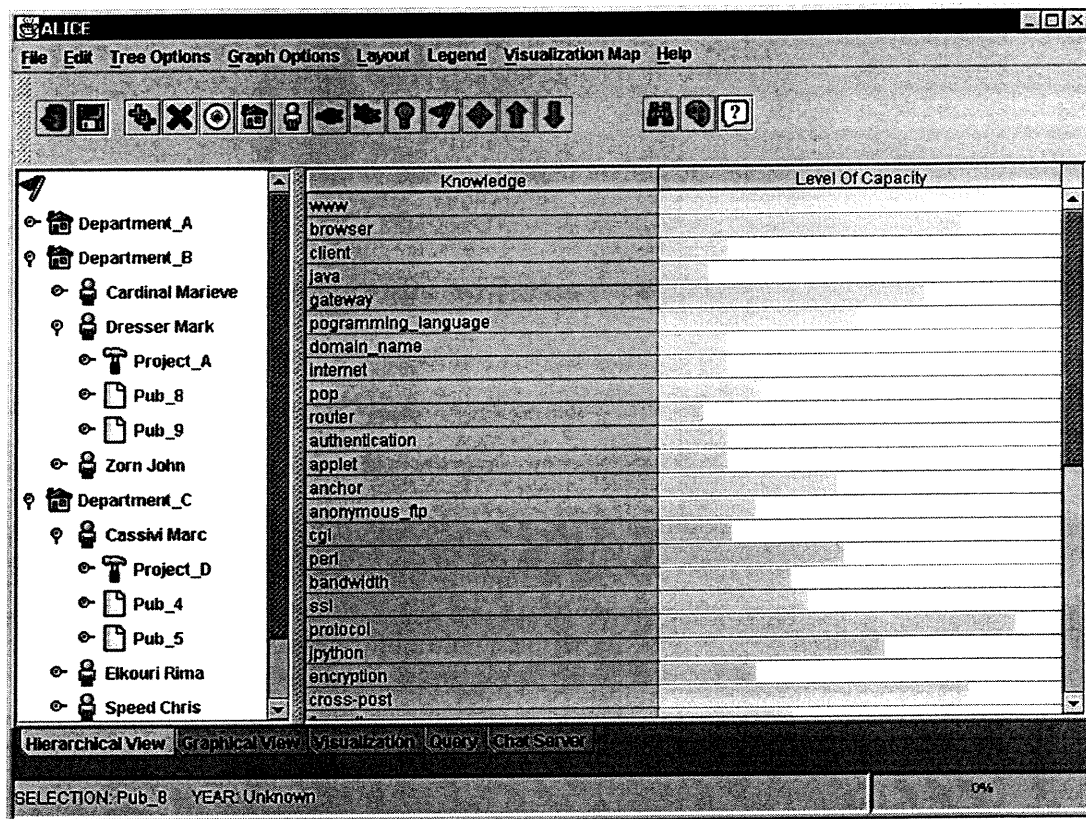 ALICE
File Edit Tree Options Graph Options Layout Legend Visualization Map Help
Knowledge Level Of Capacity
Department_A
Department_B
Cardinal Marieve
Dresser Mark
Project_A
Pub_8
Pub_9
Zorn John
Department_C
Cassivi Marc
Project_D
Pub_4
Pub_5
Elkouri Rima
Speed Chris
www
browser
client
java
gateway
pogramming_language
domain_name
internet
pop
router
authentication
applet
anchor
anonymous_ftp
cgi
perl
bandwidth
ssl
protocol
jpython
encryption
cross-post
Hierarchical View Graphical View Visualization Query Chat Server
SELECTION: Pub_8 YEAR: Unknown 0%